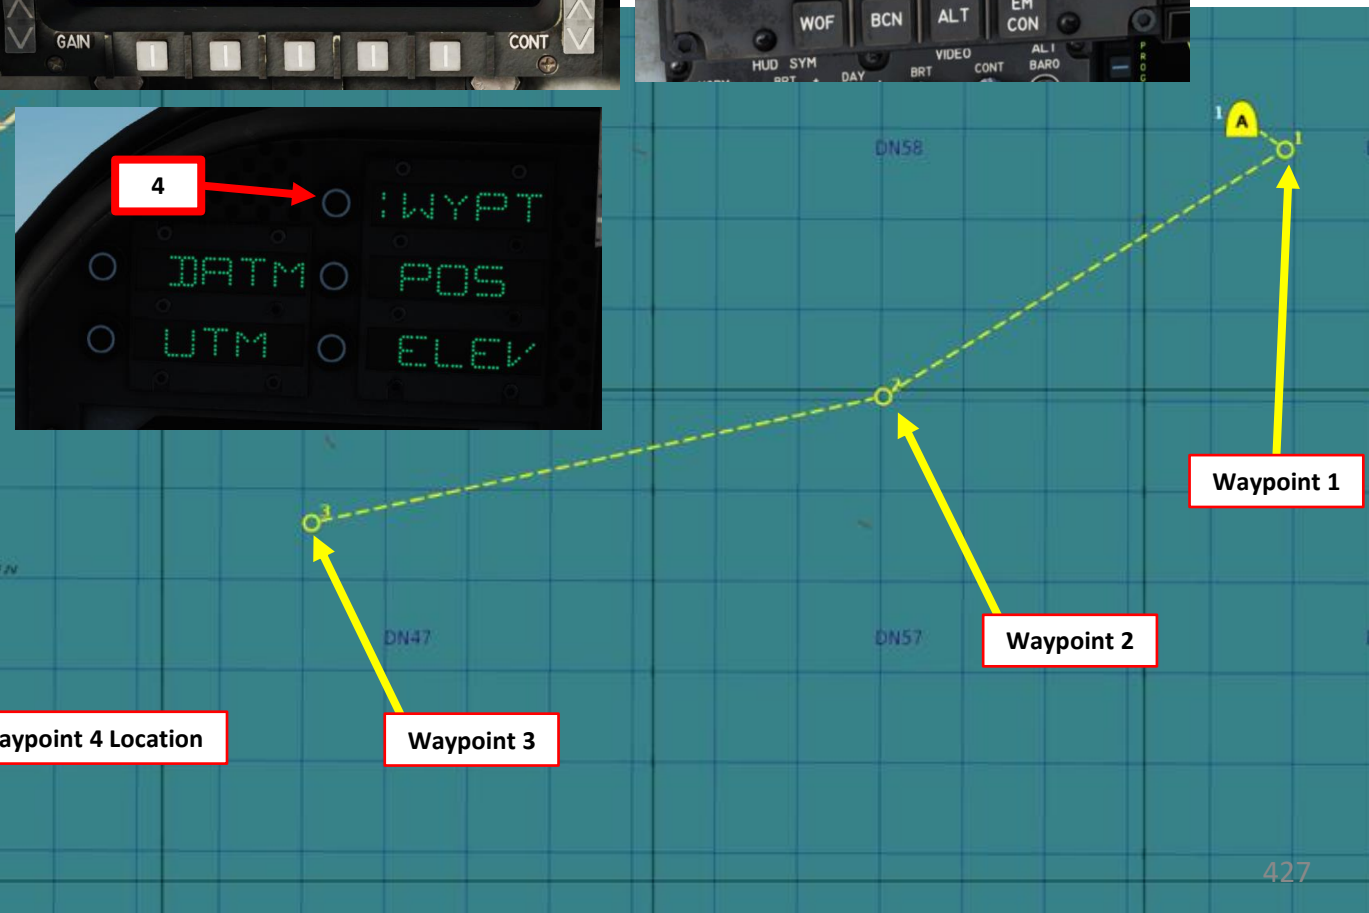 GAIN
CONT
WOF
BCN
ALT
EM
CON
HUD SYM
VIDEO
ALT
DAY
BRT
CONT
BARO
PROG
DN58
1
A
1
4
:WYPT
DATM
POS
UTM
ELEV
2
Waypoint 1
3
DN47
DN57
Waypoint 2
aypoint 4 Location
Waypoint 3
427